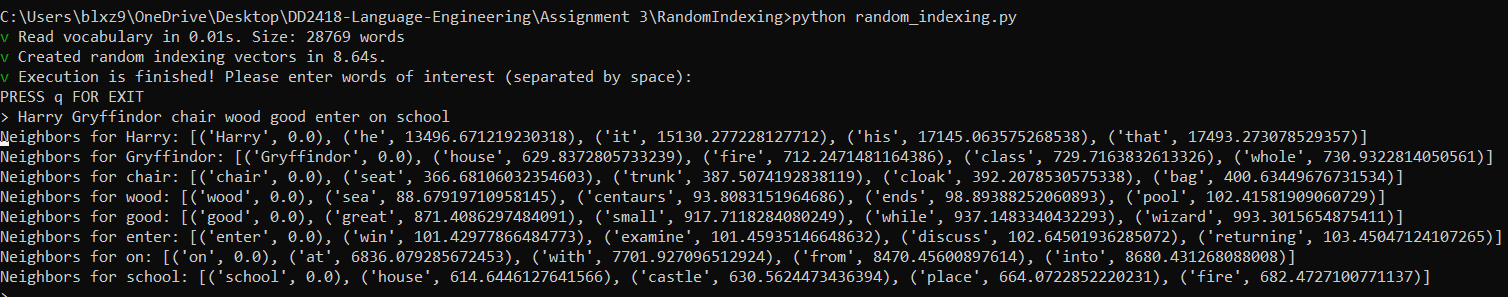 C:\Users\blxz9\OneDrive\Desktop\DD2418-Language-Engineering\Assignment 3\RandomIndexing>python random_indexing.py
v Read vocabulary in 0.01s. Size: 28769 words
v Created random indexing vectors in 8.64s.
v Execution is finished! Please enter words of interest (separated by space):
PRESS q FOR EXIT
> Harry Gryffindor chair wood good enter on school
Neighbors for Harry: [('Harry', 0.0), ('he', 13496.671219230318), ('it', 15130.277228127712), ('his', 17145.063575268538), ('that', 17493.273078529357)]
Neighbors for Gryffindor: [('Gryffindor', 0.0), ('house', 629.8372805733239), ('fire', 712.2471481164386), ('class', 729.7163832613326), ('whole', 730.9322814050561)]
Neighbors for chair: [('chair', 0.0), ('seat', 366.68106032354603), ('trunk', 387.5074192838119), ('cloak', 392.2078530575338), ('bag', 400.63449676731534)]
Neighbors for wood: [('wood', 0.0), ('sea', 88.67919710958145), ('centaurs', 93.8083151964686), ('ends', 98.89388252060893), ('pool', 102.41581909060729)]
Neighbors for good: [('good', 0.0), ('great', 871.4086297484091), ('small', 917.7118284080249), ('while', 937.1483340432293), ('wizard', 993.3015654875411)]
Neighbors for enter: [('enter', 0.0), ('win', 101.42977866484773), ('examine', 101.45935146648632), ('discuss', 102.64501936285072), ('returning', 103.45047124107265)]
Neighbors for on: [('on', 0.0), ('at', 6836.079285672453), ('with', 7701.927096512924), ('from', 8470.45600897614), ('into', 8680.431268088008)]
Neighbors for school: [('school', 0.0), ('house', 614.6446127641566), ('castle', 630.5624473436394), ('place', 664.0722852220231), ('fire', 682.4727100771137)]
>